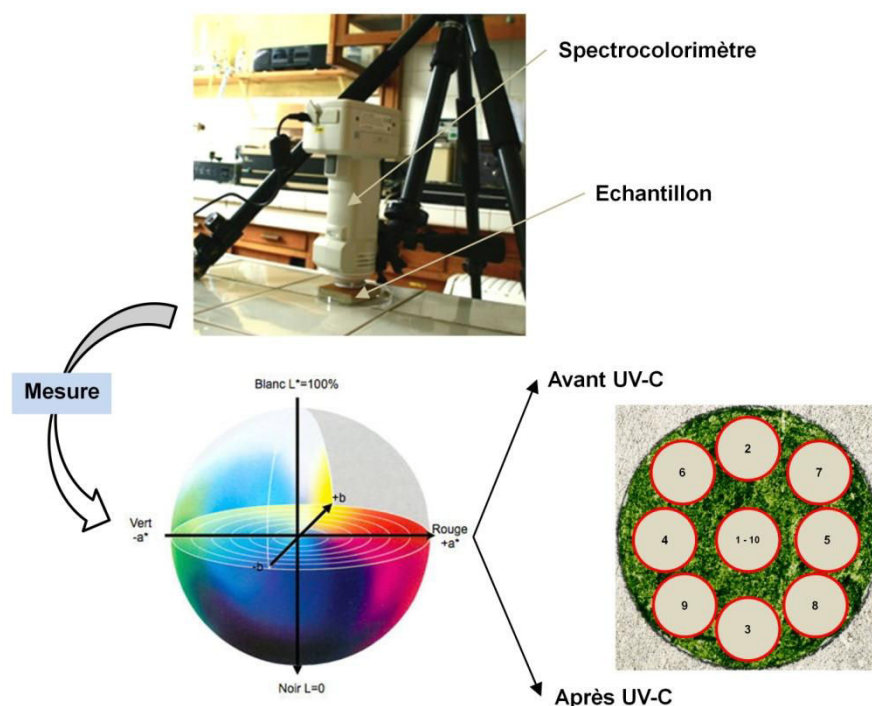 Spectrocolorimètre
Echantillon
Mesure
Blanc L*=100%
Vert
-a*
+b
-b
Rouge
+a*
Noir L=0
Avant UV-C
6
2
7
4
1 - 10
5
9
3
8
Après UV-C